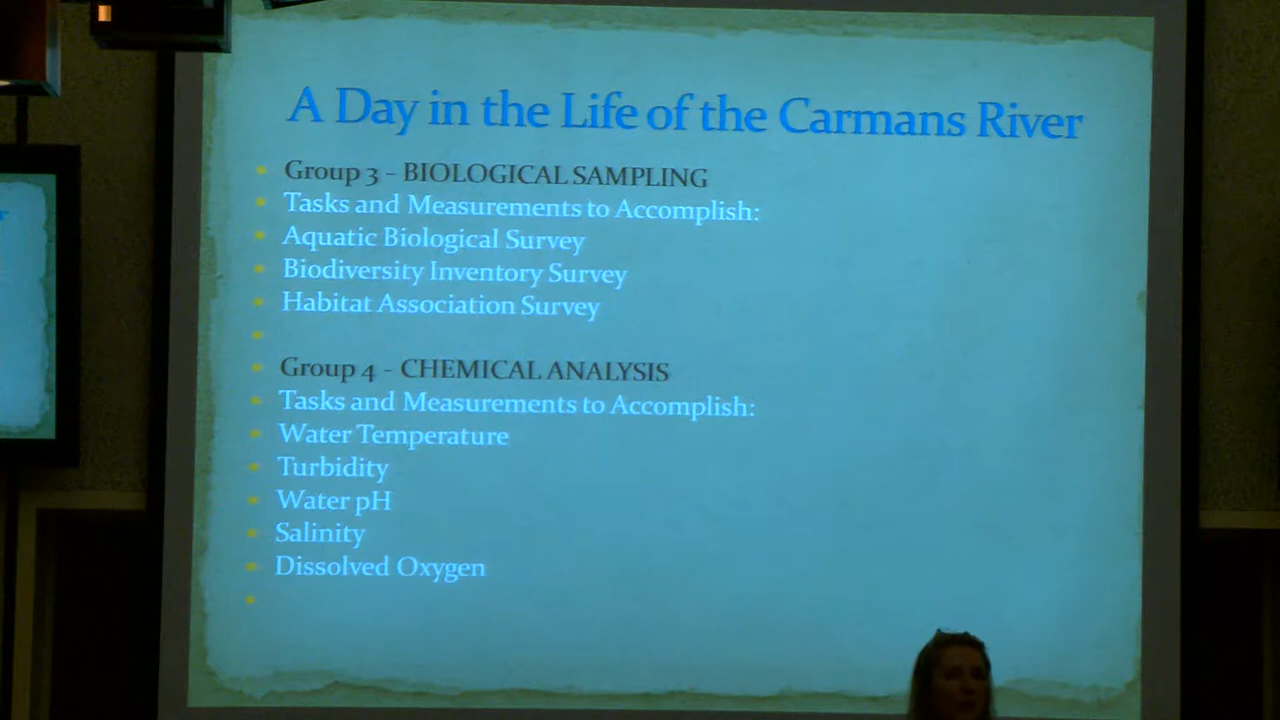 A Day in the Life of the Carmans River
Group 3 - BIOLOGICAL SAMPLING
Tasks and Measurements to Accomplish:
Aquatic Biological Survey
Biodiversity Inventory Survey
Habitat Association Survey
Group 4 - CHEMICAL ANALYSIS
Tasks and Measurements to Accomplish:
Water Temperature
Turbidity
Water pH
Salinity
Dissolved Oxygen